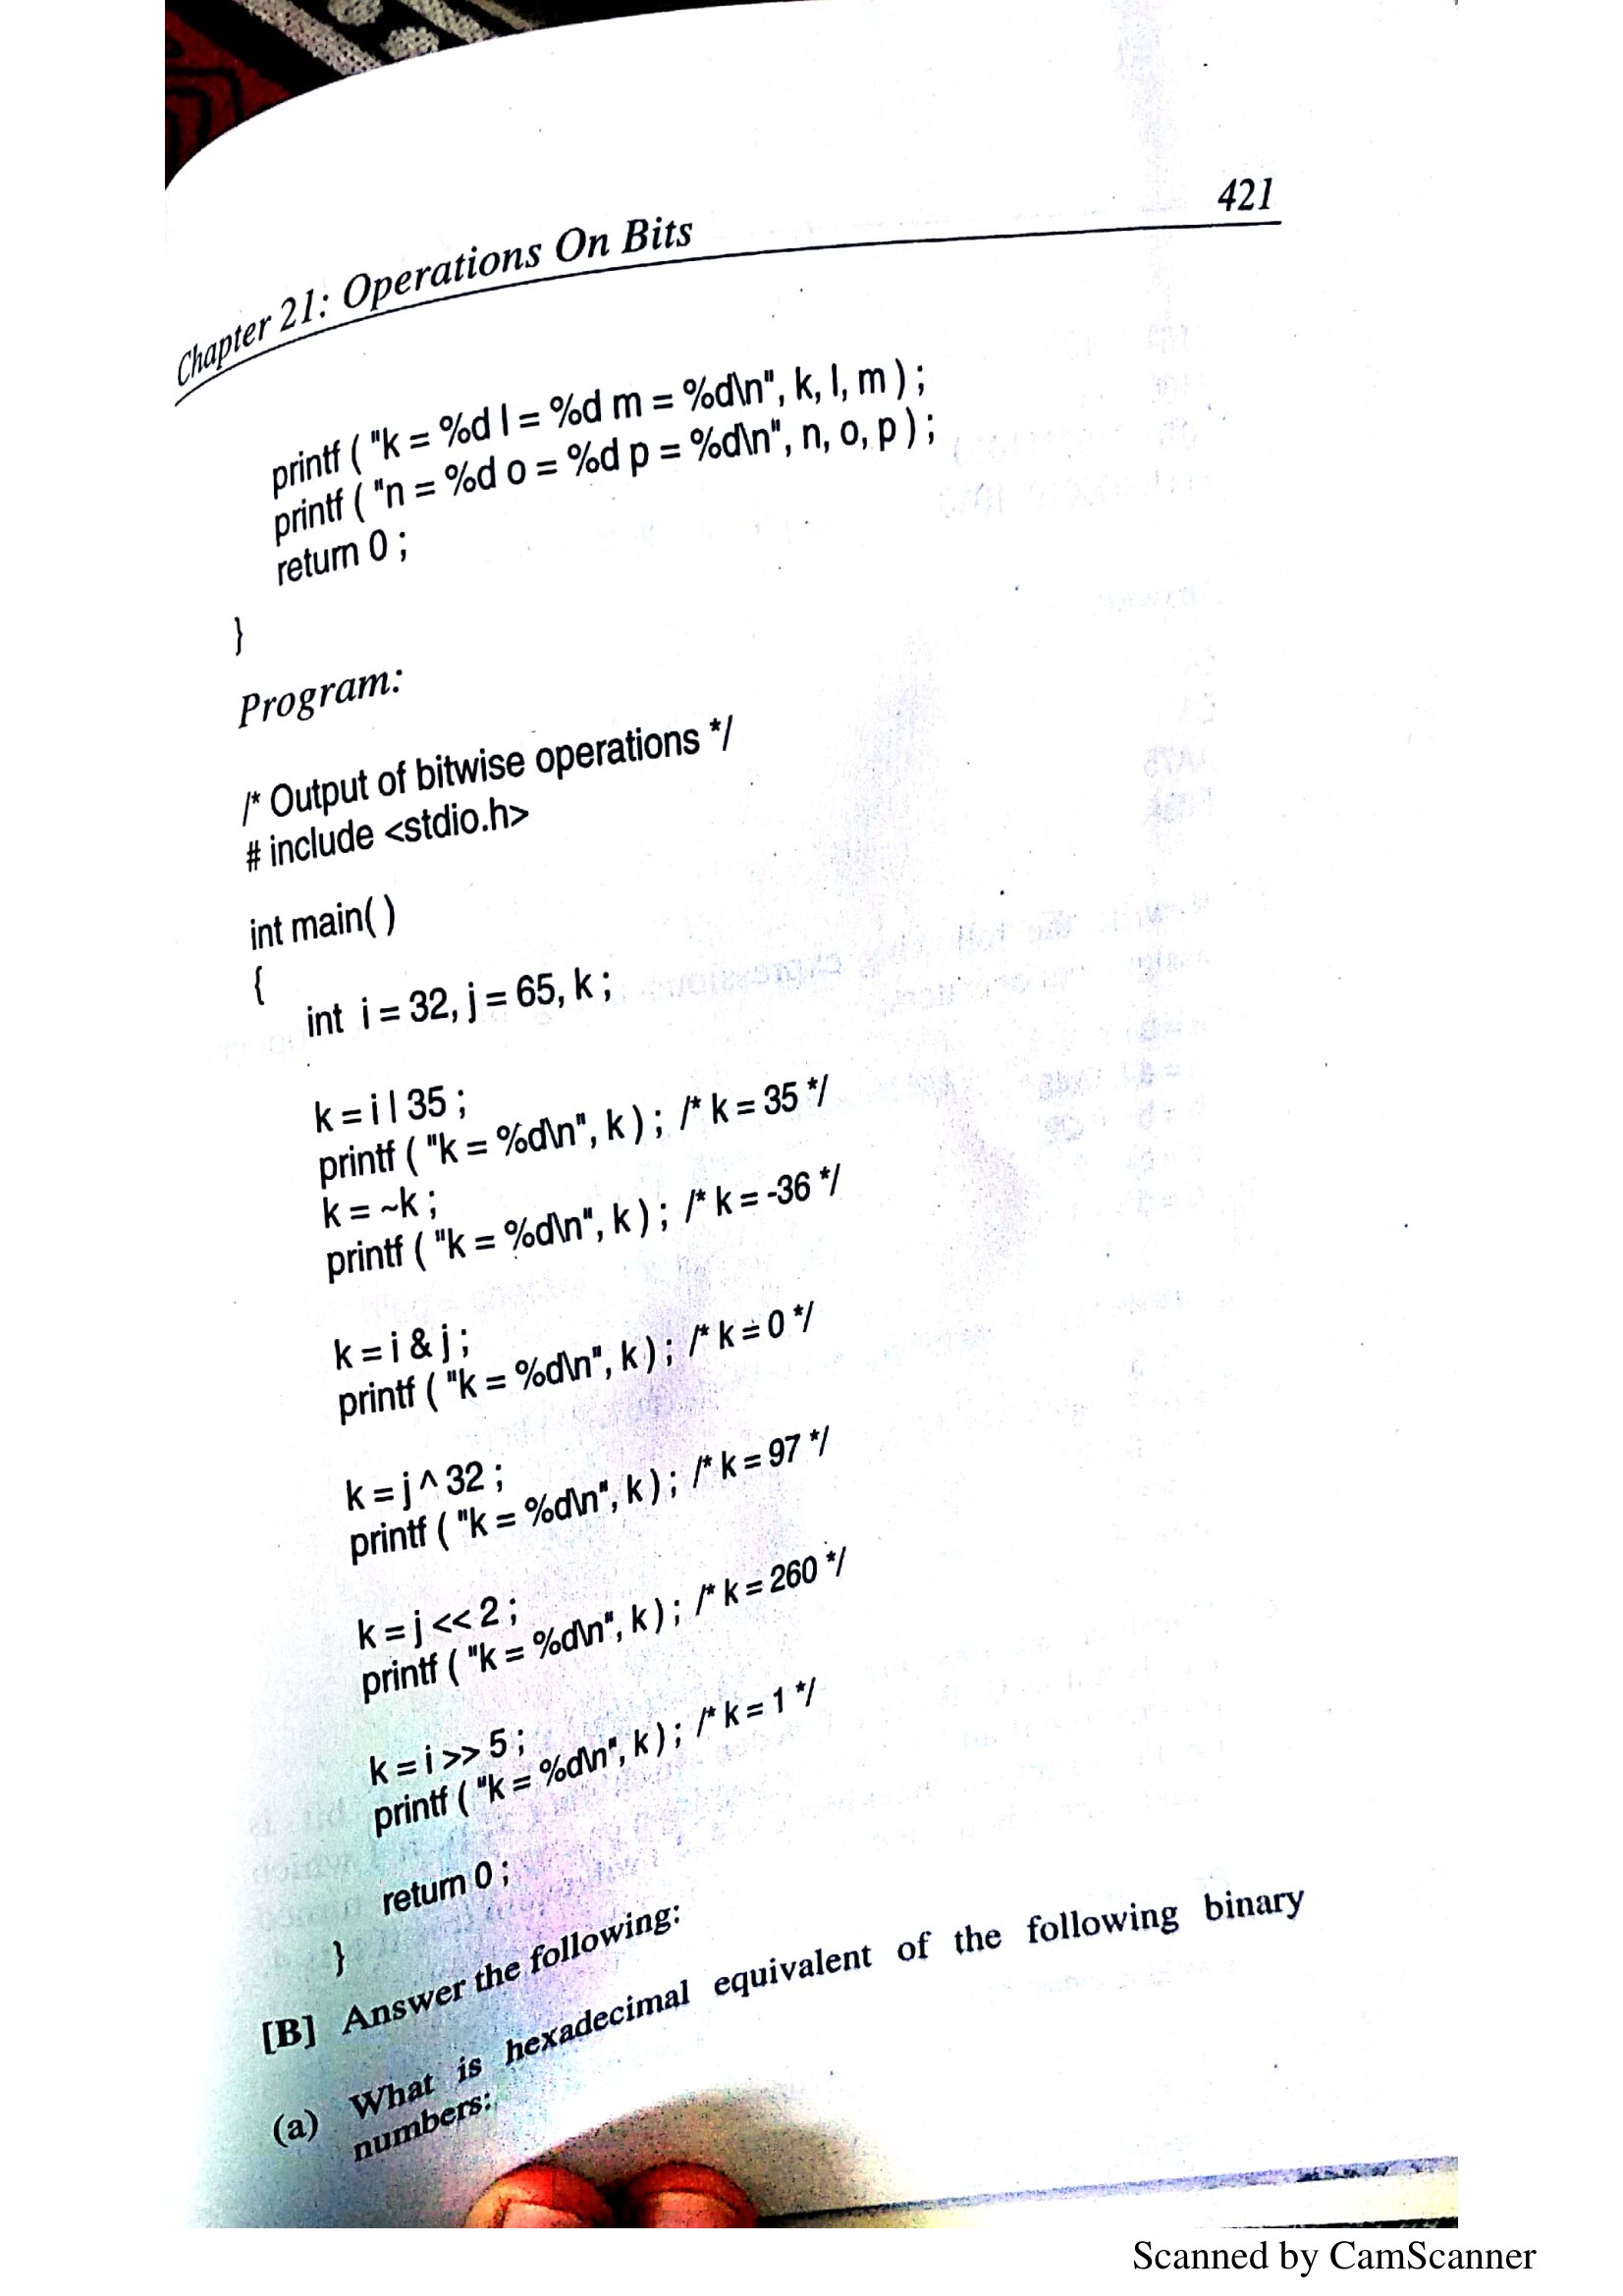 421
Chapter 21: Operations On Bits
printf ( "k = %d l = %d m = %d\n", k, l, m ) ;
printf ( "n = %d o = %d p = %d\n", n, o, p ) ;
return 0 ;
}
Program:
/* Output of bitwise operations */
# include <stdio.h>
int main( )
{
int i = 32, j = 65, k ;
k = i | 35 ;
printf ( "k = %d\n", k ) ; /* k = 35 */
k = ~k ;
printf ( "k = %d\n", k ) ; /* k = -36 */
k = i & j ;
printf ( "k = %d\n", k ) ; /* k = 0 */
k = j ^ 32 ;
printf ( "k = %d\n", k ) ; /* k = 97 */
k = j << 2 ;
printf ( "k = %d\n", k ) ; /* k = 260 */
k = i >> 5 ;
printf ( "k = %d\n", k ) ; /* k = 1 */
return 0 ;
}
[B] Answer the following:
(a) What is hexadecimal equivalent of the following binary
numbers:
Scanned by CamScanner